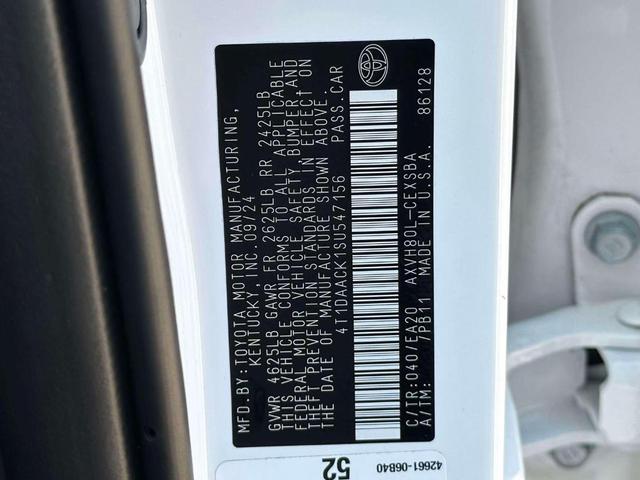 MFD. BY: TOYOTA MOTOR MANUFACTURING,
KENTUCKY, INC. 09/24
GVWR 4625LB GAWR FR 2625LB RR 2425LB
THIS VEHICLE CONFORMS TO ALL APPLICABLE
FEDERAL MOTOR VEHICLE SAFETY, BUMPER AND
THEFT PREVENTION STANDARDS IN EFFECT ON
THE DATE OF MANUFACTURE SHOWN ABOVE.
4T1DAACK1SU547156 PASS. CAR
C/TR: 040/EA20 AXVH80L-CEXSBA
A/TM: /PB11 MADE IN U.S.A. 86128
52
42661-06B40